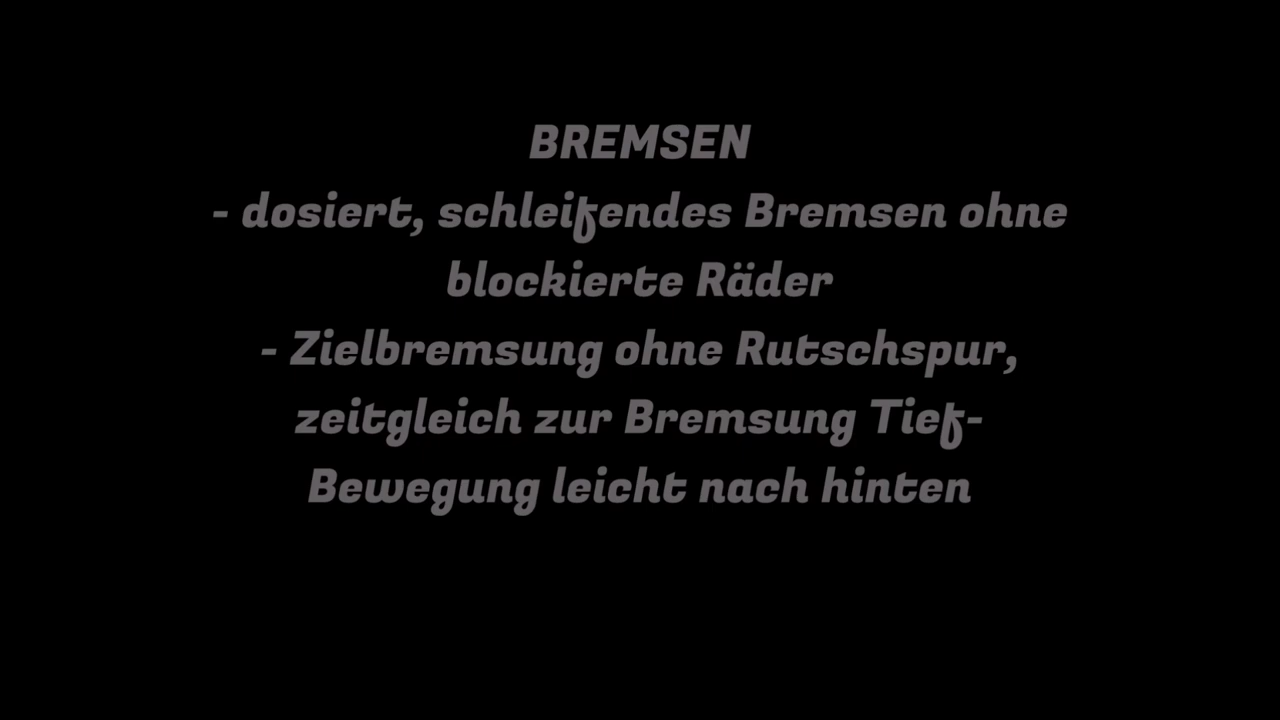 BREMSEN
- dosiert, schleifendes Bremsen ohne
blockierte Räder
- Zielbremsung ohne Rutschspur,
zeitgleich zur Bremsung Tief-
Bewegung leicht nach hinten